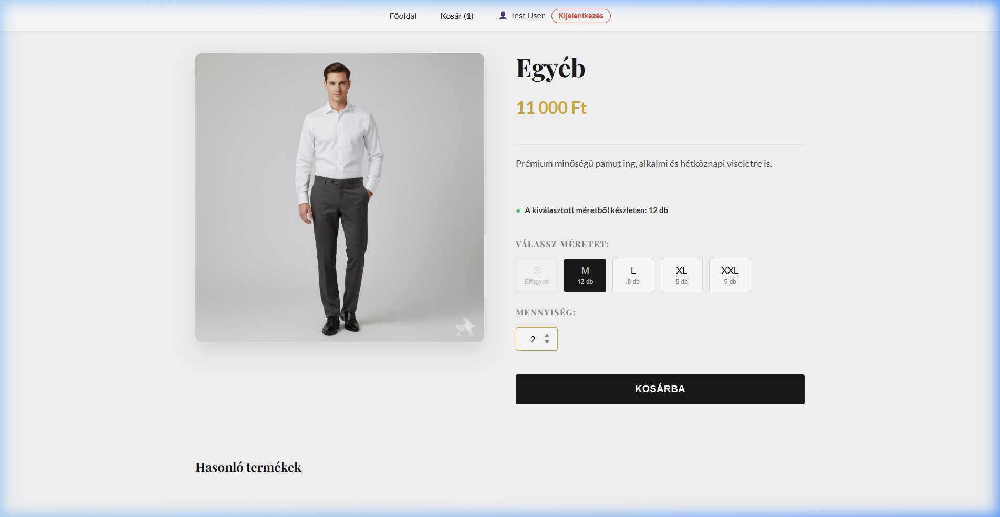 Főoldal Kosár (1) Test User Kijelentkezés
Egyéb
11 000 Ft
Prémium minőségű pamut ing, alkalmi és hétköznapi viseletre is.
A kiválasztott méretből készleten: 12 db
VÁLASSZ MÉRETET:
S M L XL XXL
Elfogyott 12 db 8 db 5 db 5 db
MENNYISÉG:
2
KOSÁRBA
Hasonló termékek